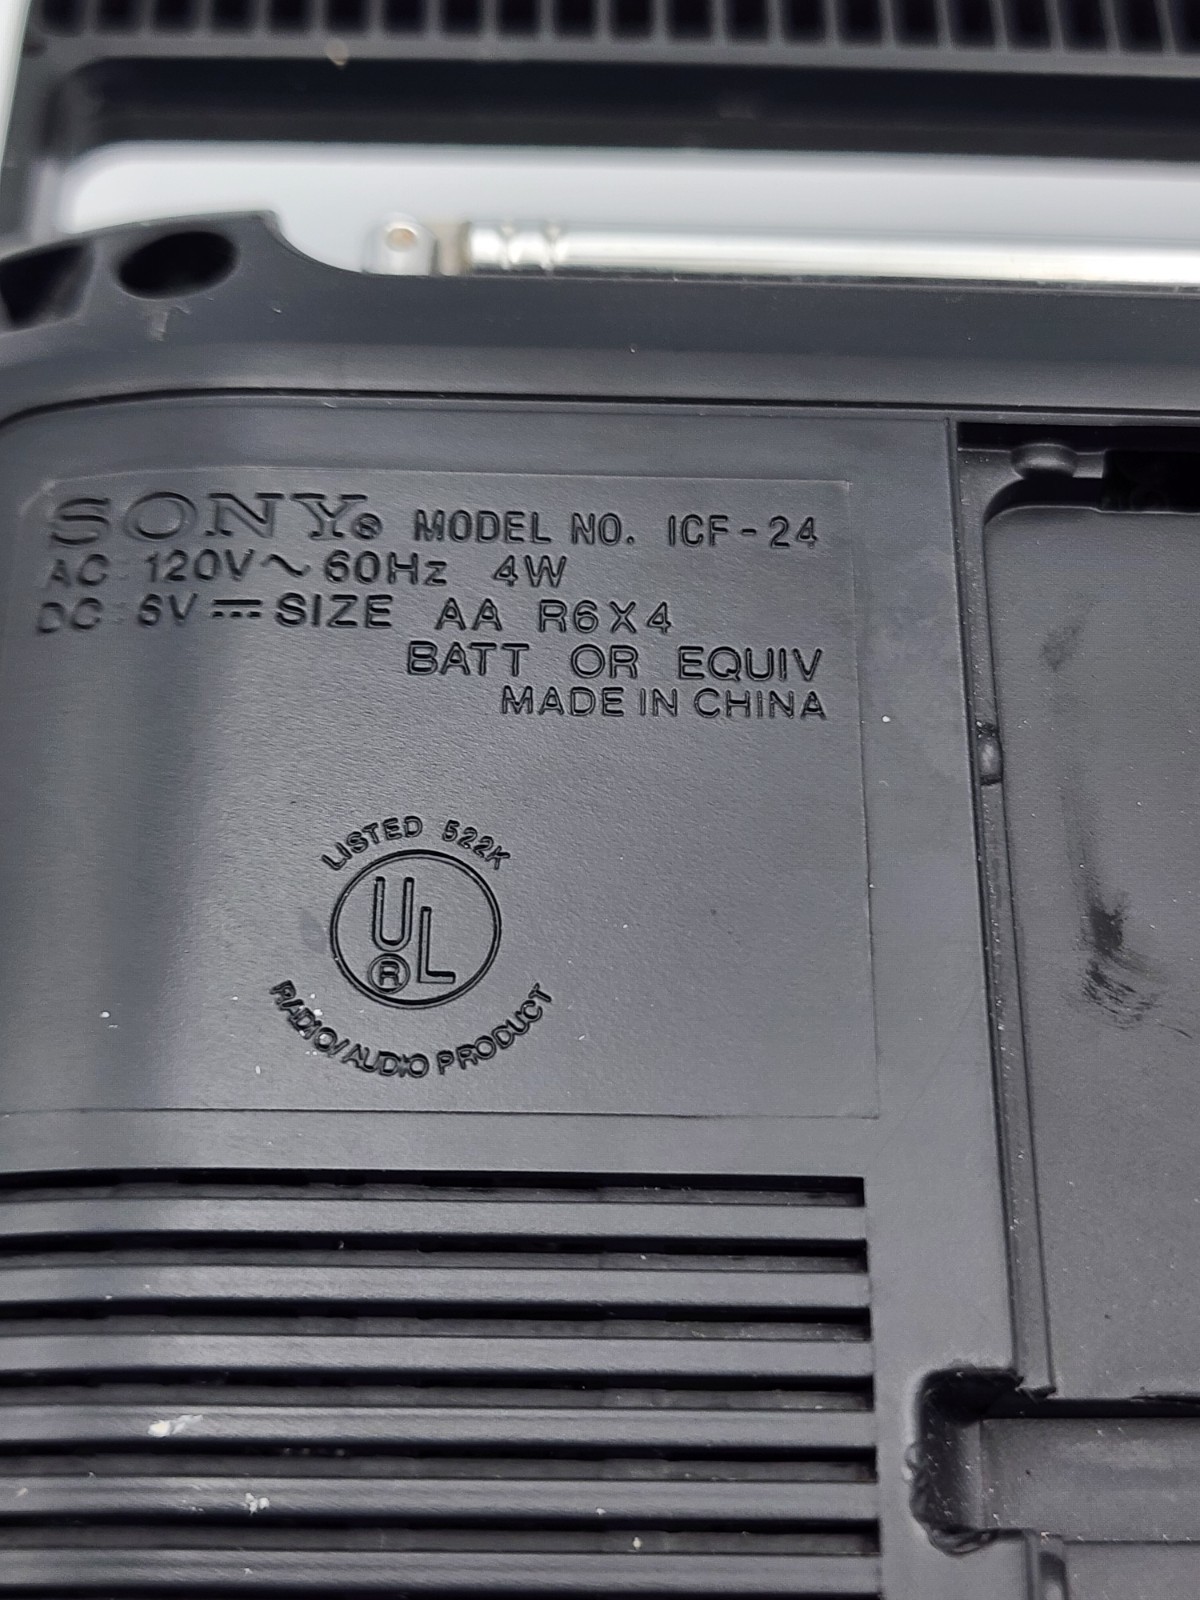 SONY® MODEL NO. ICF-24
AC : 120V ~ 60Hz 4W
DC : 6V ⎓ SIZE AA R6X4
BATT OR EQUIV
MADE IN CHINA
LISTED 522K
UL ®
RADIO/AUDIO PRODUCT